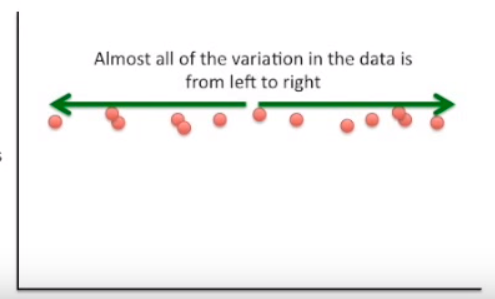 Almost all of the variation in the data is
from left to right